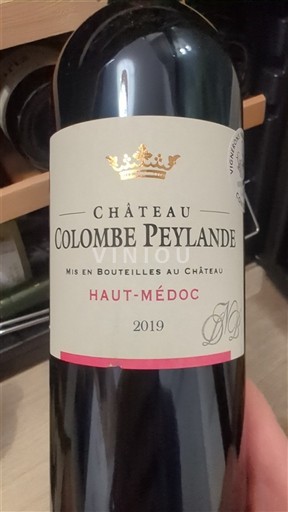 CHÂTEAU
COLOMBE PEYLANDE
VINIOU
MIS EN BOUTEILLES AU CHÂTEAU
HAUT-MÉDOC
2019